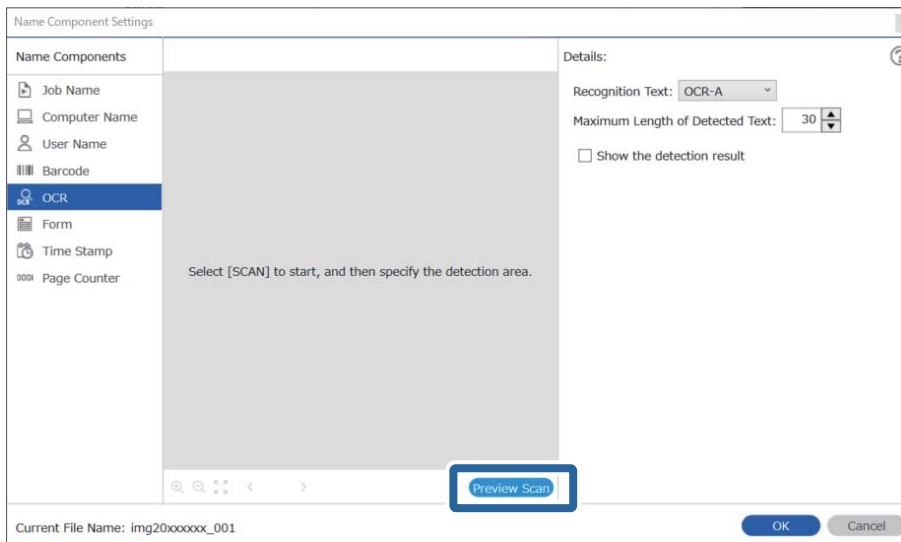 Name Component Settings
Name Components
Job Name
Computer Name
User Name
Barcode
OCR
OCR
Form
Time Stamp
0001 Page Counter
Select [SCAN] to start, and then specify the detection area.
Preview Scan
Details:
?
Recognition Text: OCR-A
Maximum Length of Detected Text: 30
Show the detection result
Current File Name: img20xxxxxx_001
OK
Cancel